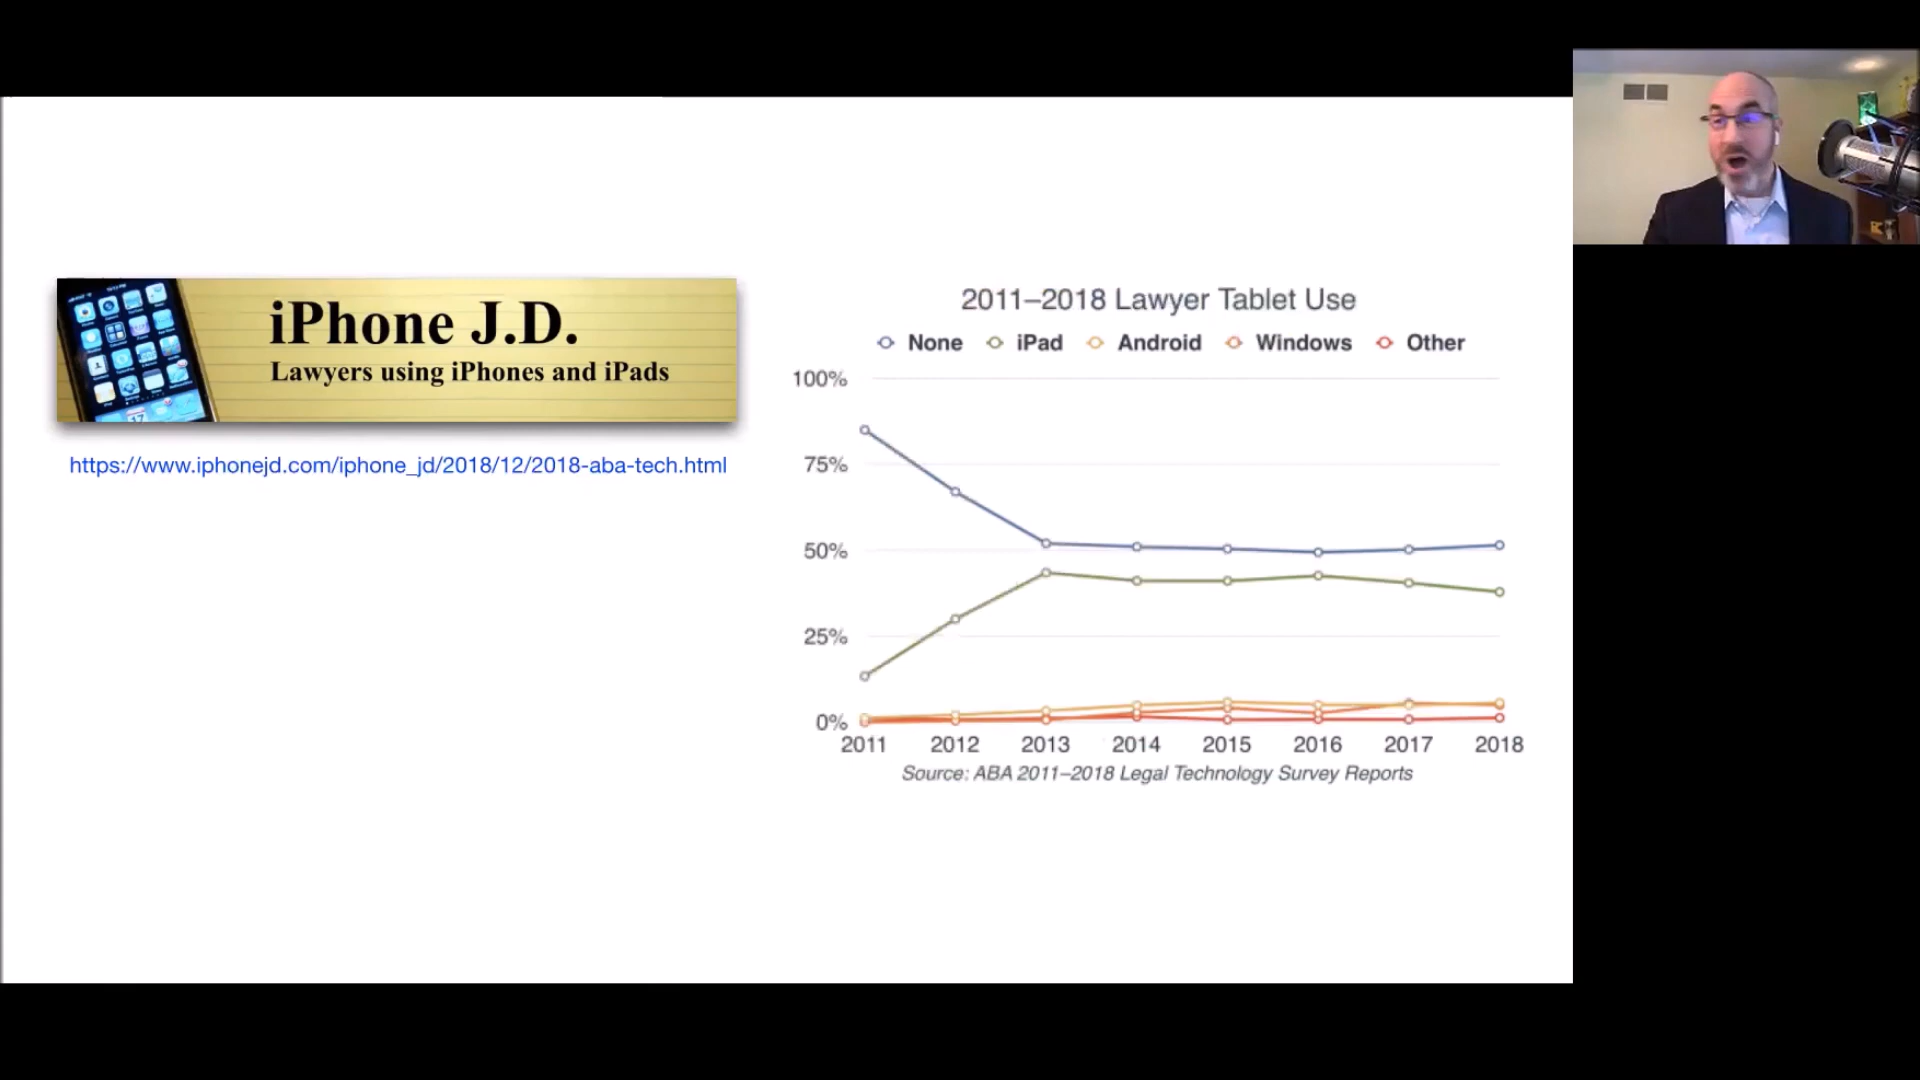 iPhone J.D.
Lawyers using iPhones and iPads
https://www.iphonejd.com/iphone_jd/2018/12/2018-aba-tech.html
2011–2018 Lawyer Tablet Use
None iPad Android Windows Other
100%
75%
50%
25%
0%
2011 2012 2013 2014 2015 2016 2017 2018
Source: ABA 2011–2018 Legal Technology Survey Reports